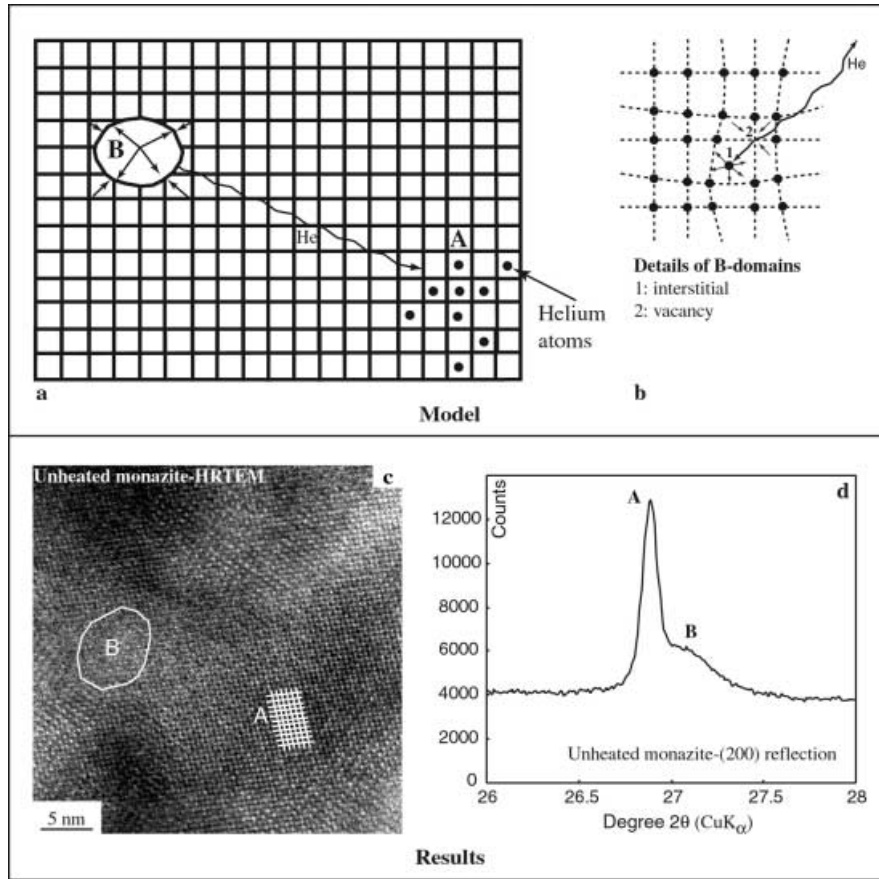 B
He
A
Helium
atoms
a
He
2
1
Details of B-domains
1: interstitial
2: vacancy
b
Model
Unheated monazite-HRTEM
c
B
A
5 nm
d
Counts
12000
10000
8000
6000
4000
2000
0
A
B
Unheated monazite-(200) reflection
26
26.5
27
27.5
28
Degree 2θ (CuKα)
Results